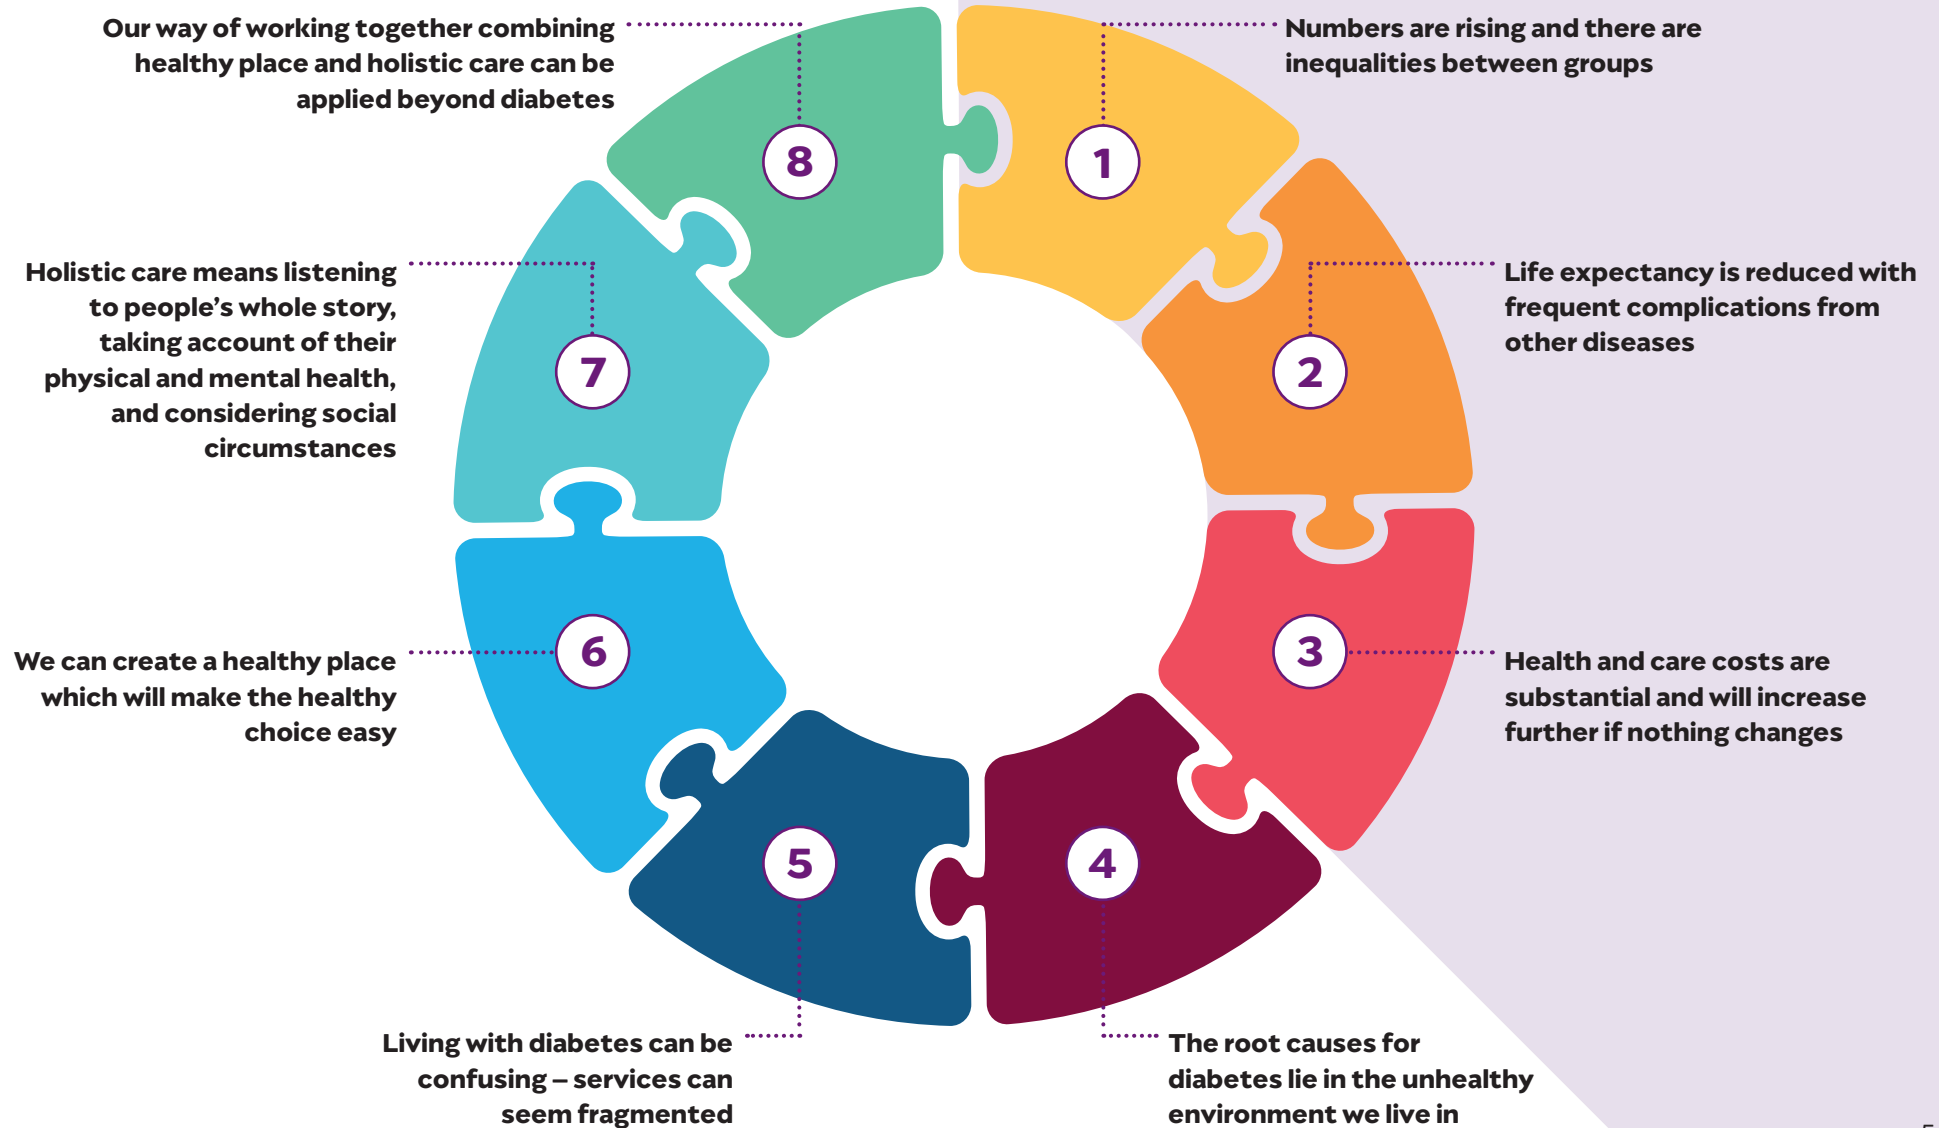 Our way of working together combining
healthy place and holistic care can be
applied beyond diabetes
8
1
Numbers are rising and there are
inequalities between groups
Holistic care means listening
to people’s whole story,
taking account of their
physical and mental health,
and considering social
circumstances
7
2
Life expectancy is reduced with
frequent complications from
other diseases
We can create a healthy place
which will make the healthy
choice easy
6
3
Health and care costs are
substantial and will increase
further if nothing changes
5
4
Living with diabetes can be
confusing – services can
seem fragmented
The root causes for
diabetes lie in the unhealthy
environment we live in